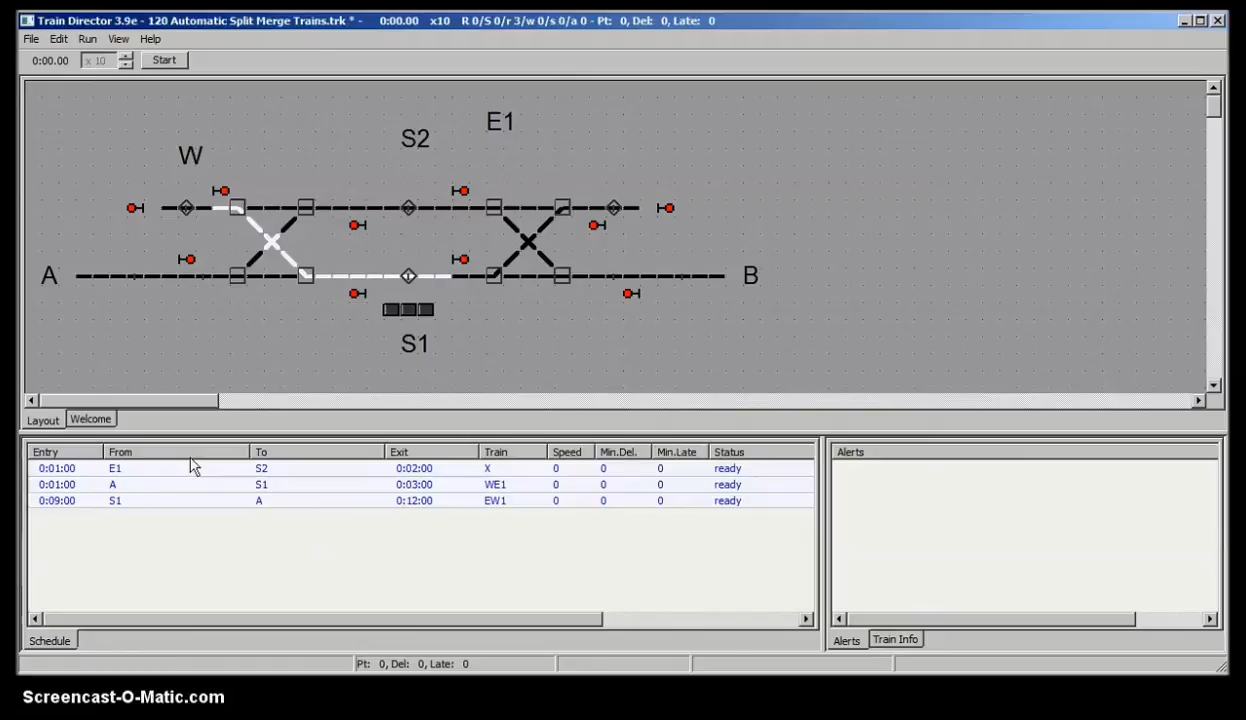 Train Director 3.9e - 120 Automatic Split Merge Trains.trk * - 0:00.00 x10 R 0/S 0/r 3/w 0/s 0/a 0 - Pt: 0, Del: 0, Late: 0
File Edit Run View Help
0:00.00 x 10 Start
E1
S2
W
A
B
S1
Layout Welcome
Entry From To Exit Train Speed Min.Del. Min.Late Status
0:01:00 E1 S2 0:02:00 X 0 0 0 ready
0:01:00 A S1 0:03:00 WE1 0 0 0 ready
0:09:00 S1 A 0:12:00 EW1 0 0 0 ready
Alerts
Schedule
Alerts Train Info
Pt: 0, Del: 0, Late: 0
Screencast-O-Matic.com